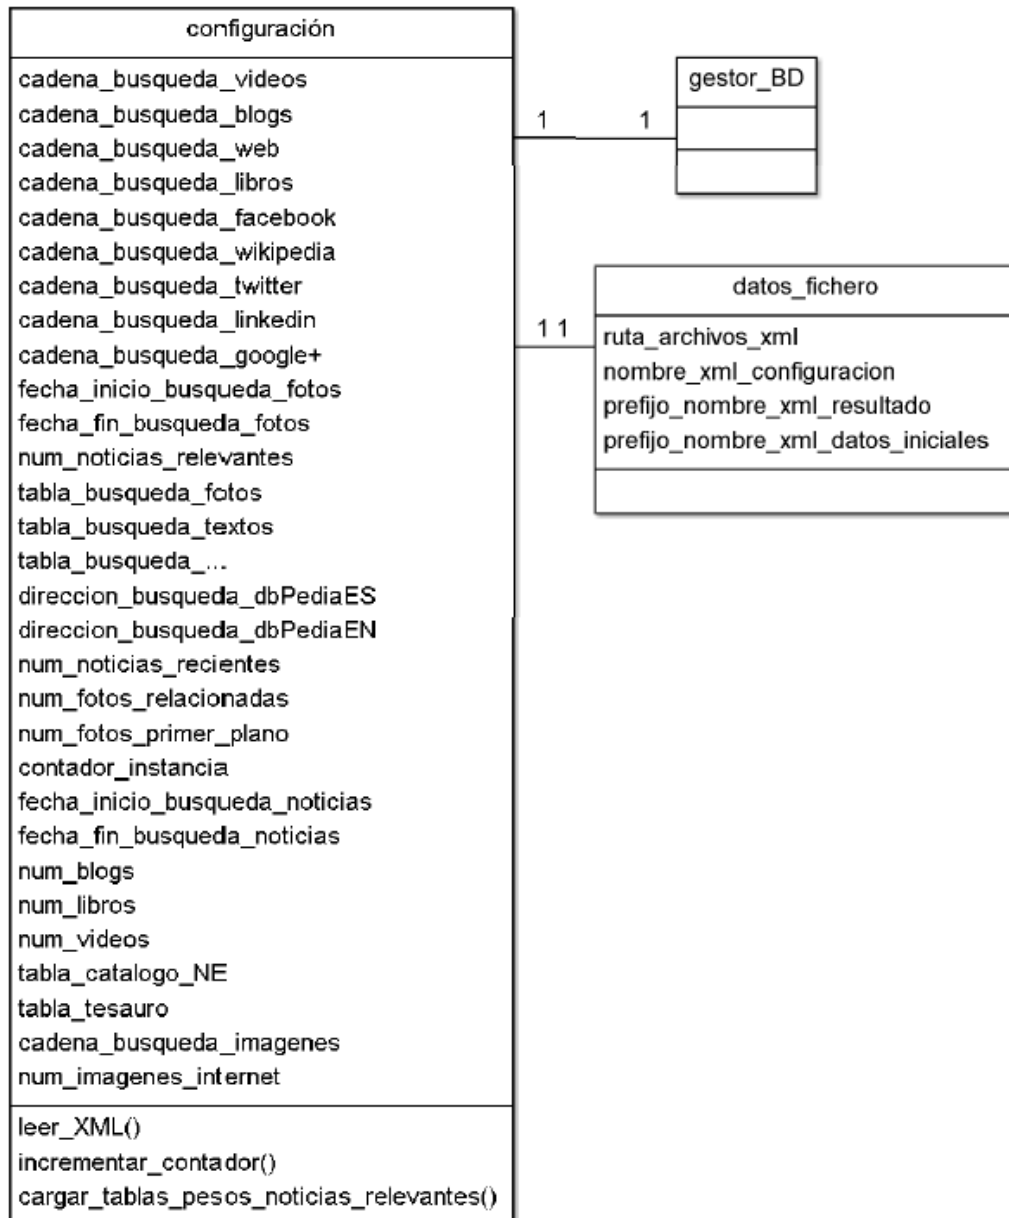 configuración
cadena_busqueda_videos
cadena_busqueda_blogs
cadena_busqueda_web
cadena_busqueda_libros
cadena_busqueda_facebook
cadena_busqueda_wikipedia
cadena_busqueda_twitter
cadena_busqueda_linkedin
cadena_busqueda_google+
fecha_inicio_busqueda_fotos
fecha_fin_busqueda_fotos
num_noticias_relevantes
tabla_busqueda_fotos
tabla_busqueda_textos
tabla_busqueda_...
direccion_busqueda_dbPediaES
direccion_busqueda_dbPediaEN
num_noticias_recientes
num_fotos_relacionadas
num_fotos_primer_plano
contador_instancia
fecha_inicio_busqueda_noticias
fecha_fin_busqueda_noticias
num_blogs
num_libros
num_videos
tabla_catalogo_NE
tabla_tesauro
cadena_busqueda_imagenes
num_imagenes_internet
leer_XML()
incrementar_contador()
cargar_tablas_pesos_noticias_relevantes()
1 1
gestor_BD
1 1
datos_fichero
ruta_archivos_xml
nombre_xml_configuracion
prefijo_nombre_xml_resultado
prefijo_nombre_xml_datos_iniciales